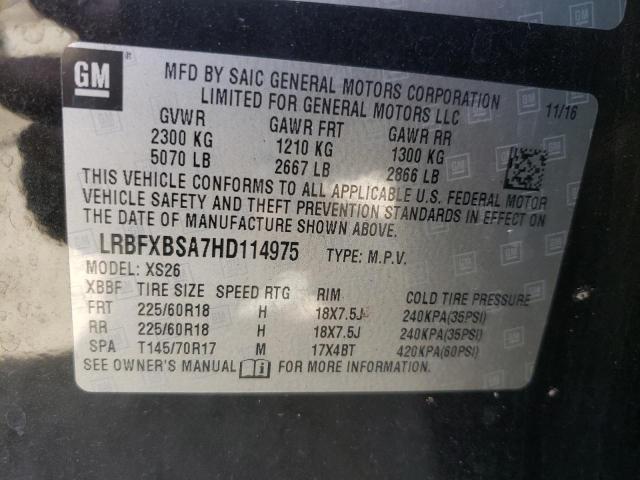 GM
MFD BY SAIC GENERAL MOTORS CORPORATION
LIMITED FOR GENERAL MOTORS LLC 11/16
GVWR GAWR FRT GAWR RR
2300 KG 1210 KG 1300 KG
5070 LB 2667 LB 2866 LB
THIS VEHICLE CONFORMS TO ALL APPLICABLE U.S. FEDERAL MOTOR
VEHICLE SAFETY AND THEFT PREVENTION STANDARDS IN EFFECT ON
THE DATE OF MANUFACTURE SHOWN ABOVE.
LRBFXBSA7HD114975 TYPE: M.P.V.
MODEL: XS26
XBBF TIRE SIZE SPEED RTG RIM COLD TIRE PRESSURE
FRT 225/60R18 H 18X7.5J 240KPA(35PSI)
RR 225/60R18 H 18X7.5J 240KPA(35PSI)
SPA T145/70R17 M 17X4BT 420KPA(60PSI)
SEE OWNER'S MANUAL FOR MORE INFORMATION.